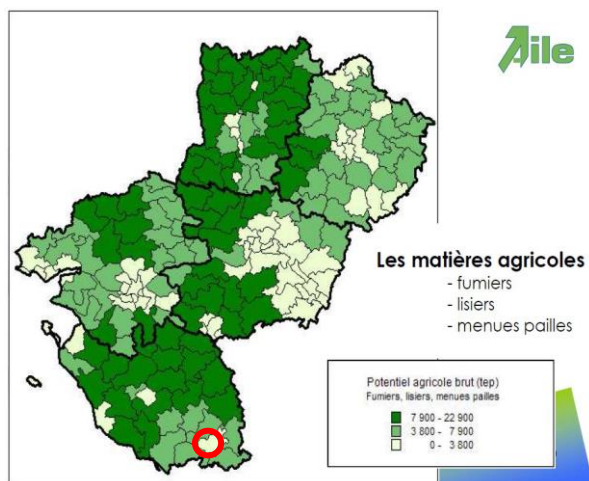 Aile
Les matières agricoles
- fumiers
- lisiers
- menues pailles
Potentiel agricole brut (tep)
Fumiers, lisiers, menues pailles
7 900 - 22 900
3 800 - 7 900
0 - 3 800